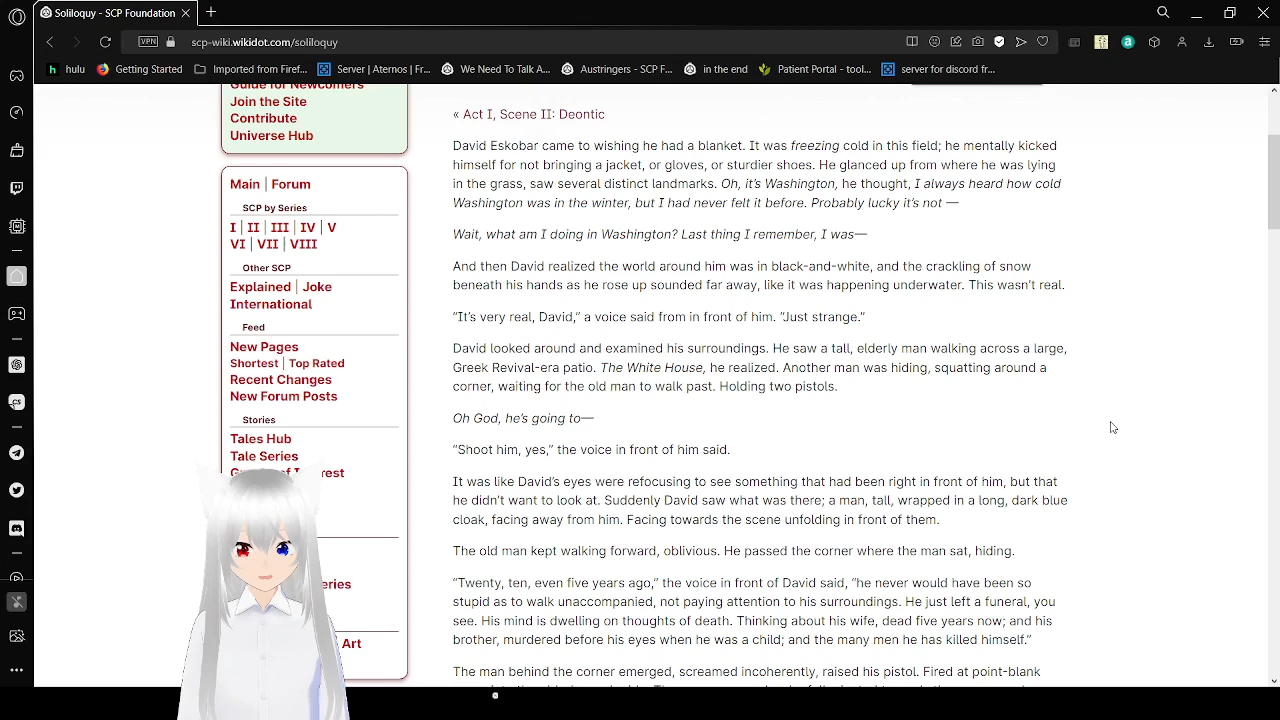 Soliloquy - SCP Foundation
VPN
scp-wiki.wikidot.com/soliloquy
hulu
Getting Started
Imported from Firef...
Server | Aternos | Fr...
We Need To Talk A...
Austringers - SCP F...
in the end
Patient Portal - tool...
server for discord fr...
Guide for Newcomers
Join the Site
Contribute
Universe Hub
Main | Forum
SCP by Series
I | II | III | IV | V
VI | VII | VIII
Other SCP
Explained | Joke
International
Feed
New Pages
Shortest | Top Rated
Recent Changes
New Forum Posts
Stories
Tales Hub
Tale Series
« Act I, Scene II: Deontic
David Eskobar came to wishing he had a blanket. It was freezing cold in this field; he mentally kicked
himself for not bringing a jacket, or gloves, or sturdier shoes. He glanced up from where he was lying
in the grass, saw several distinct landmarks. Oh, it's Washington, he thought, I always heard how cold
Washington was in the winter, but I had never felt it before. Probably lucky it's not —
Wait, what am I doing in Washington? Last thing I remember, I was—
And then David realized the world around him was in black-and-white, and the crackling of snow
beneath his hands as he rose up sounded far away, like it was happening underwater. This wasn't real.
“It's very real, David,” a voice said from in front of him. “Just strange.”
David looked around and examined his surroundings. He saw a tall, elderly man walking across a large,
Greek Revival-era patio. The White House, he realized. Another man was hiding, squatting around a
corner, waiting for the old man to walk past. Holding two pistols.
Oh God, he's going to—
“Shoot him, yes,” the voice in front of him said.
It was like David's eyes were refocusing to see something that had been right in front of him, but that
he didn't want to look at. Suddenly David saw what was there; a man, tall, wrapped in a long, dark blue
cloak, facing away from him. Facing towards the scene unfolding in front of them.
The old man kept walking forward, oblivious. He passed the corner where the man sat, hiding.
“Twenty, ten, even five years ago,” the voice in front of David said, “he never would have been so
stupid as to walk unaccompanied, not paying attention to his surroundings. He just left a funeral, you
see. His mind is dwelling on thoughts of death. Thinking about his wife, dead five years now; and his
brother, murdered before his eyes when he was a child; and the many men he has killed himself.”
The man behind the corner emerged, screamed incoherently, raised his pistol. Fired at point-blank
Art